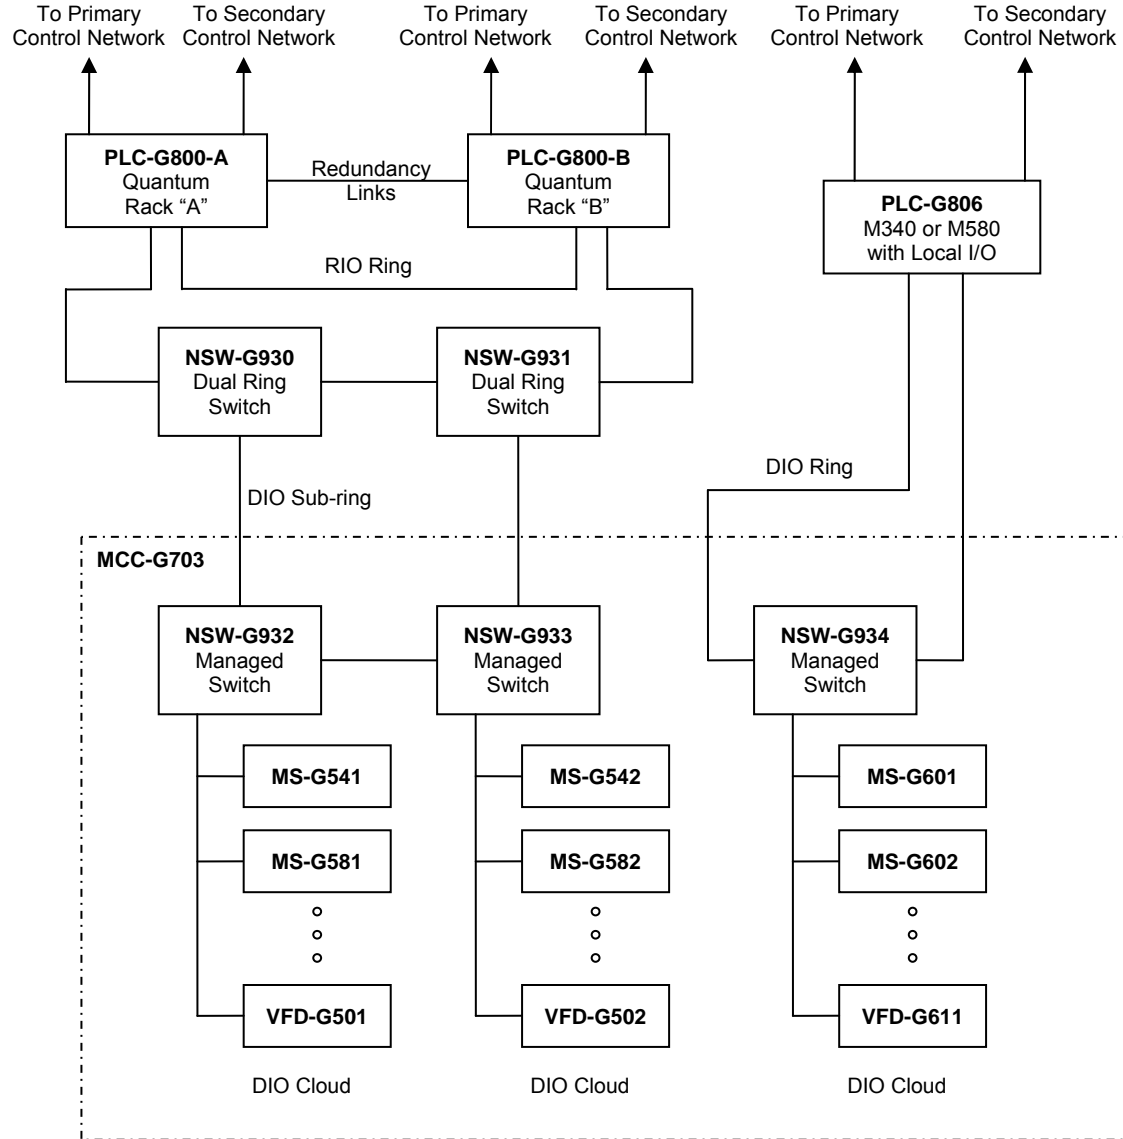 To Primary
Control Network
To Secondary
Control Network
To Primary
Control Network
To Secondary
Control Network
To Primary
Control Network
To Secondary
Control Network
PLC-G800-A
Quantum
Rack “A”
Redundancy
Links
PLC-G800-B
Quantum
Rack “B”
PLC-G806
M340 or M580
with Local I/O
RIO Ring
NSW-G930
Dual Ring
Switch
NSW-G931
Dual Ring
Switch
DIO Ring
DIO Sub-ring
MCC-G703
NSW-G932
Managed
Switch
NSW-G933
Managed
Switch
NSW-G934
Managed
Switch
MS-G541
MS-G542
MS-G601
MS-G581
MS-G582
MS-G602
VFD-G501
VFD-G502
VFD-G611
DIO Cloud
DIO Cloud
DIO Cloud